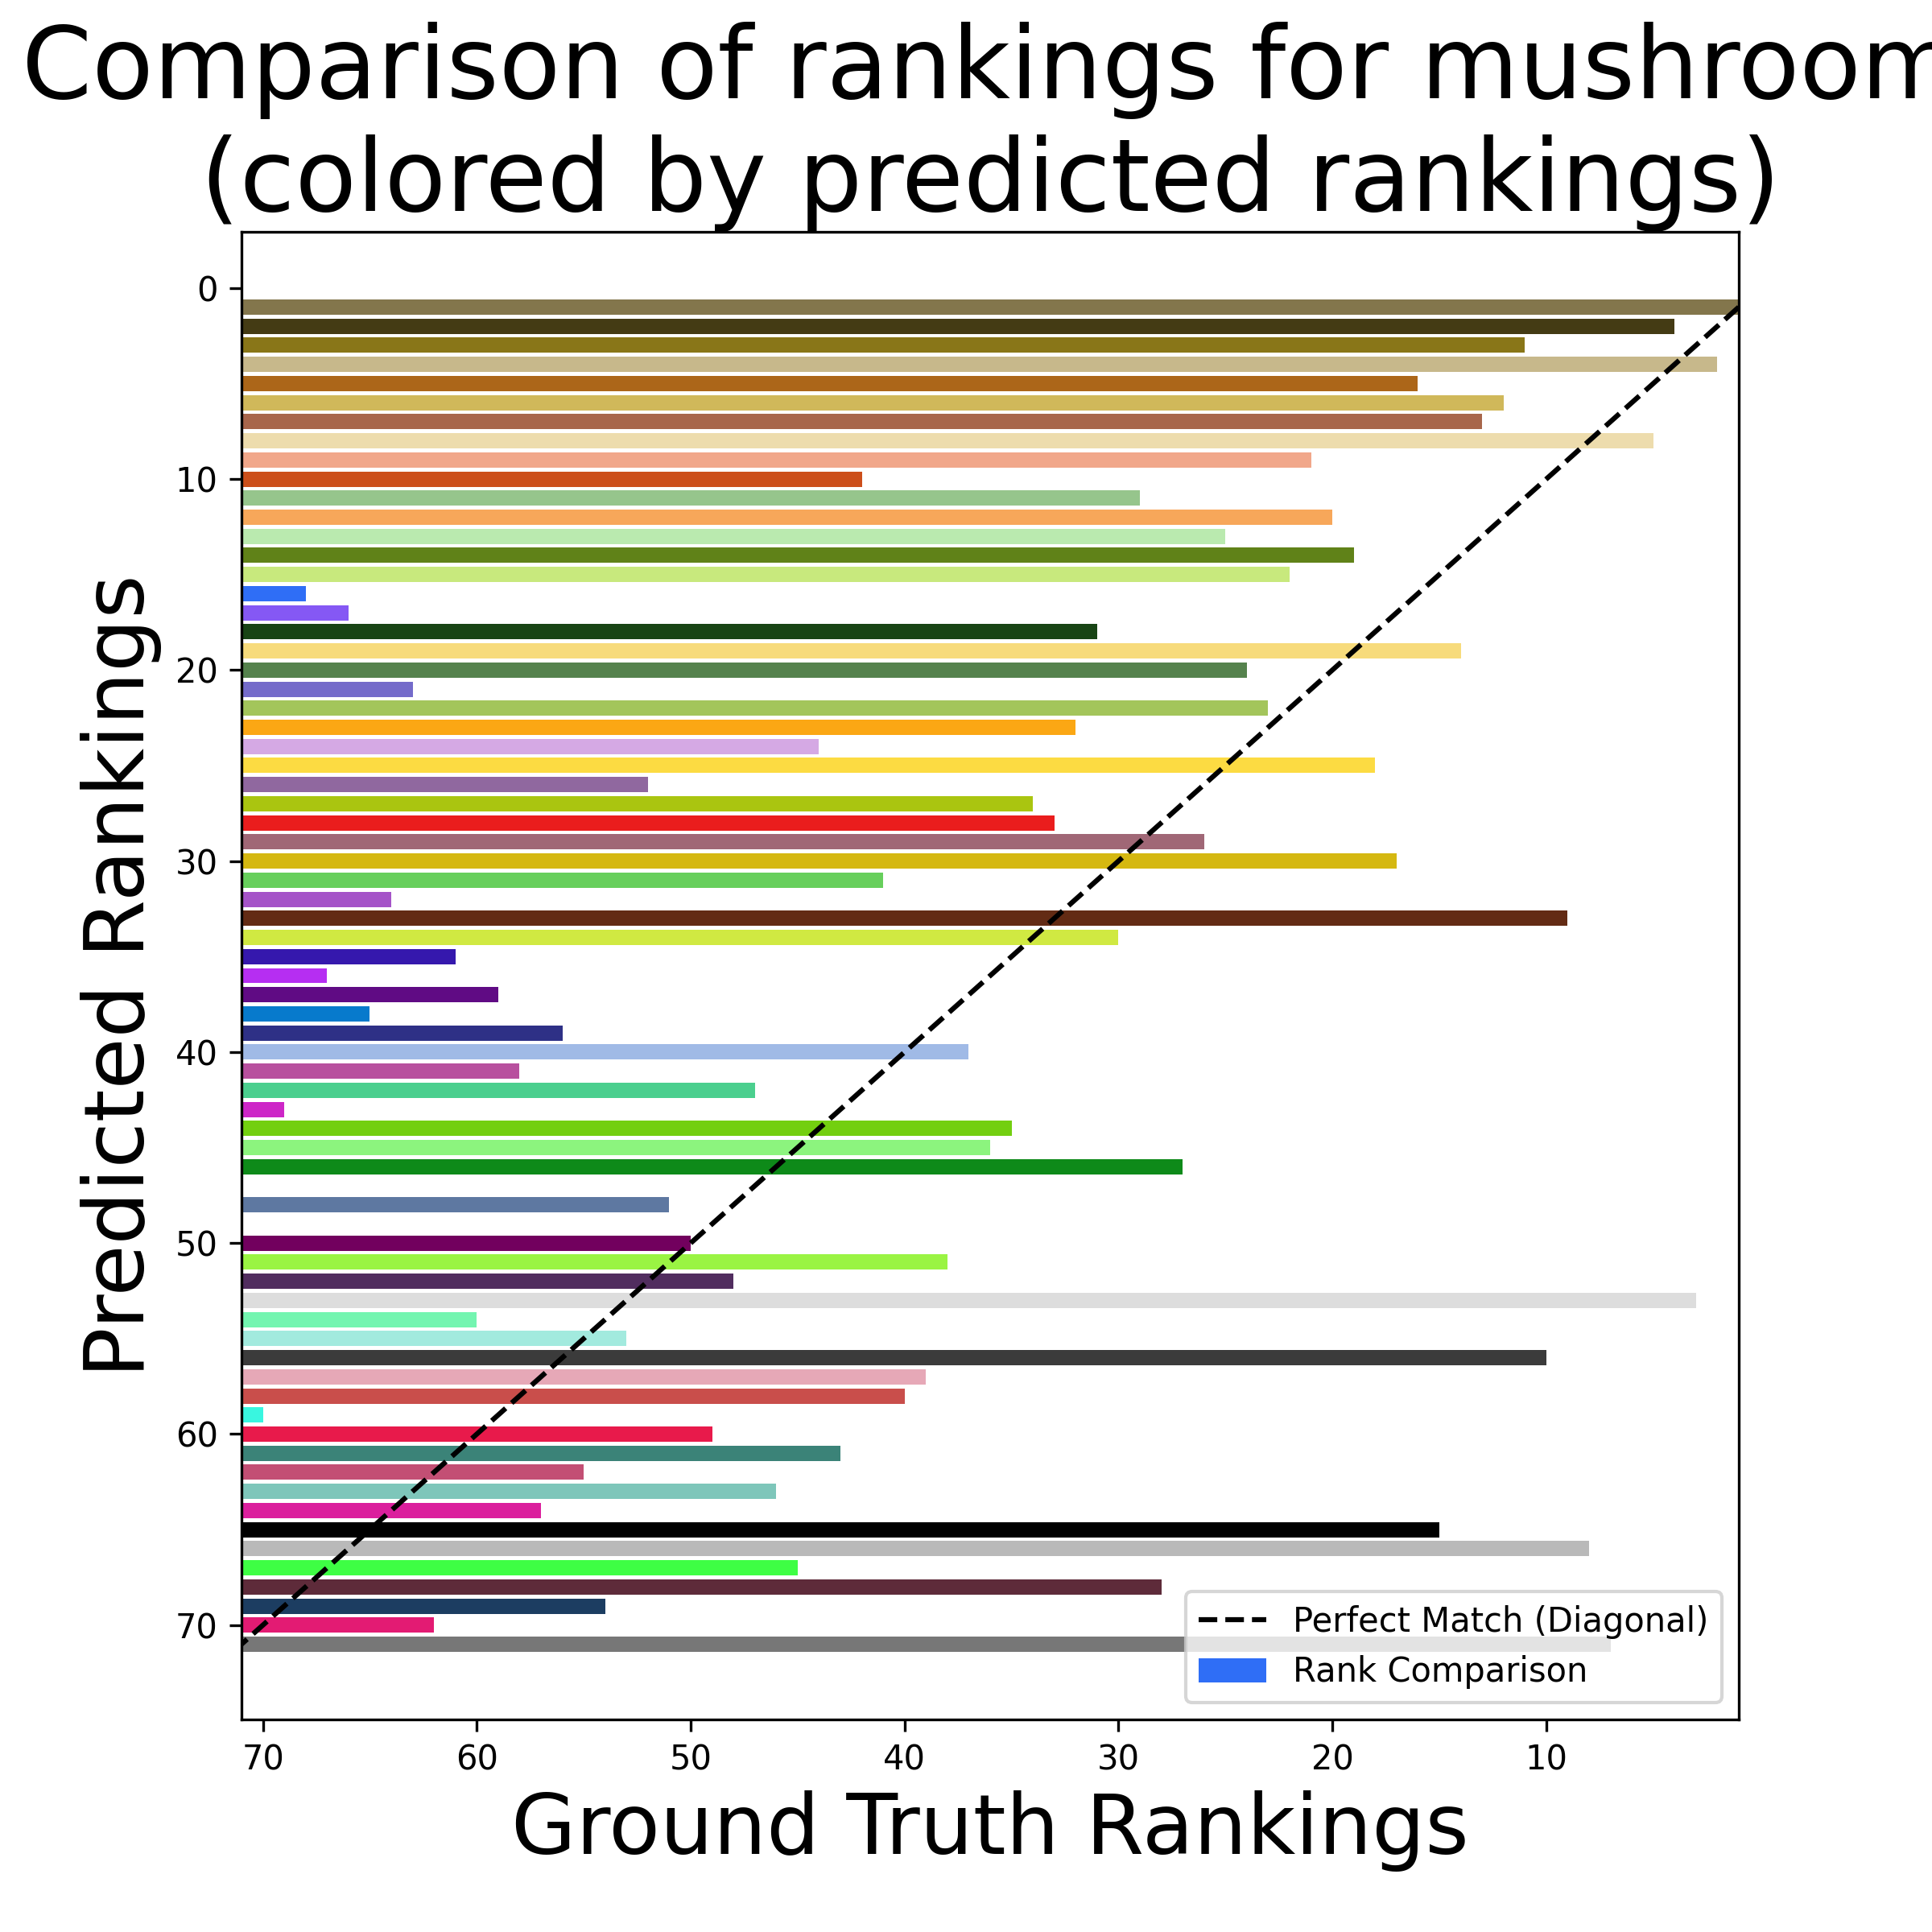 Comparison of rankings for mushroom
(colored by predicted rankings)
Predicted Rankings
0
10
20
30
40
50
60
70
70 60 50 40 30 20 10
Ground Truth Rankings
Perfect Match (Diagonal)
Rank Comparison